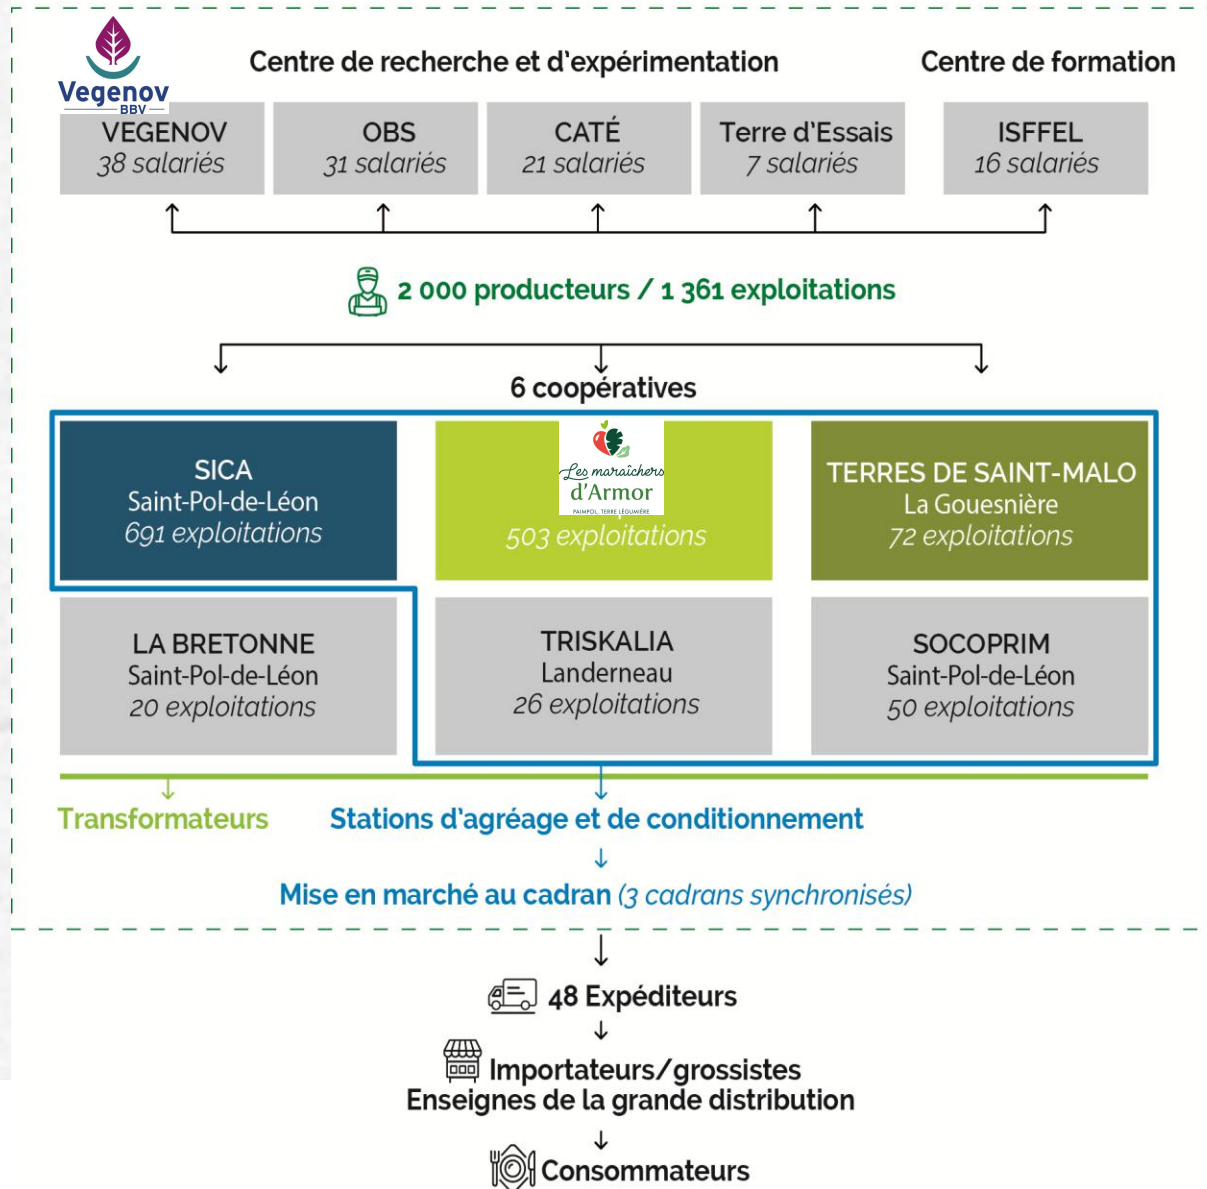 Vegenov
BBV
Centre de recherche et d'expérimentation
Centre de formation
VEGENOV
38 salariés
OBS
31 salariés
CATÉ
21 salariés
Terre d'Essais
7 salariés
ISFFEL
16 salariés
2 000 producteurs / 1 361 exploitations
6 coopératives
SICA
Saint-Pol-de-Léon
691 exploitations
Les maraîchers
d'Armor
PAIMPOL, TERRE LÉGUMIÈRE
503 exploitations
TERRES DE SAINT-MALO
La Gouesnière
72 exploitations
LA BRETONNE
Saint-Pol-de-Léon
20 exploitations
TRISKALIA
Landerneau
26 exploitations
SOCOPRIM
Saint-Pol-de-Léon
50 exploitations
Transformateurs
Stations d'agréage et de conditionnement
Mise en marché au cadran (3 cadrans synchronisés)
48 Expéditeurs
Importateurs/grossistes
Enseignes de la grande distribution
Consommateurs